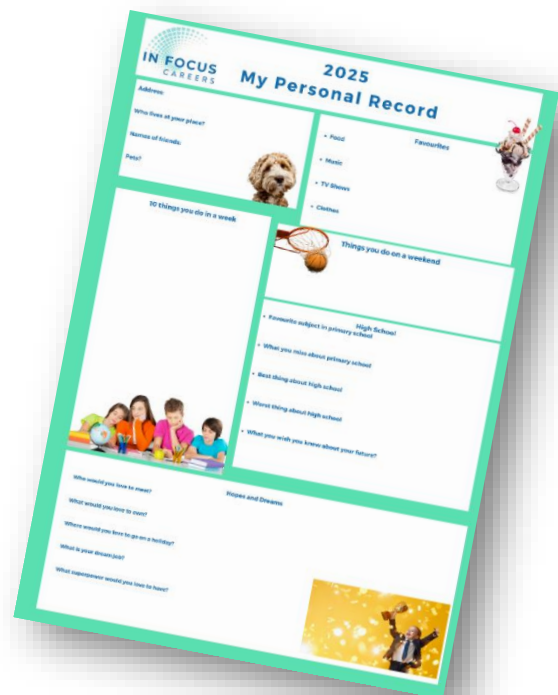 IN FOCUS
CAREERS
2025
My Personal Record
Address:
Who lives at your place?
Names of friends:
Pets?
Favourites
• Food
• Music
• TV Shows
• Clothes
10 things you do in a week
Things you do on a weekend
High School
• Favourite subject in primary school
• What you miss about primary school
• Best thing about high school
• Worst thing about high school
• What you wish you knew about your future?
Hopes and Dreams
Who would you love to meet?
What would you love to own?
Where would you love to go on a holiday?
What is your dream job?
What superpower would you love to have?